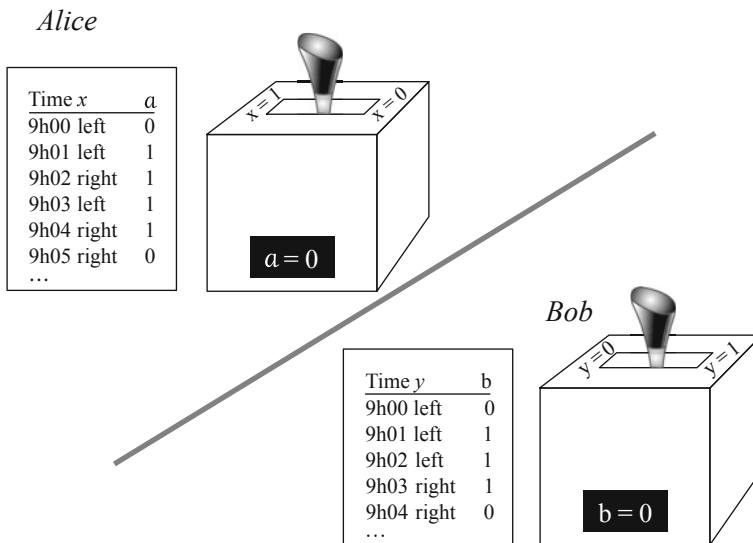 Alice
Time x a
9h00 left 0
9h01 left 1
9h02 right 1
9h03 left 1
9h04 right 1
9h05 right 0
...
x = 1
x = 0
a = 0
Bob
Time y b
9h00 left 0
9h01 left 1
9h02 left 1
9h03 right 1
9h04 right 0
...
y=0
y=1
b = 0